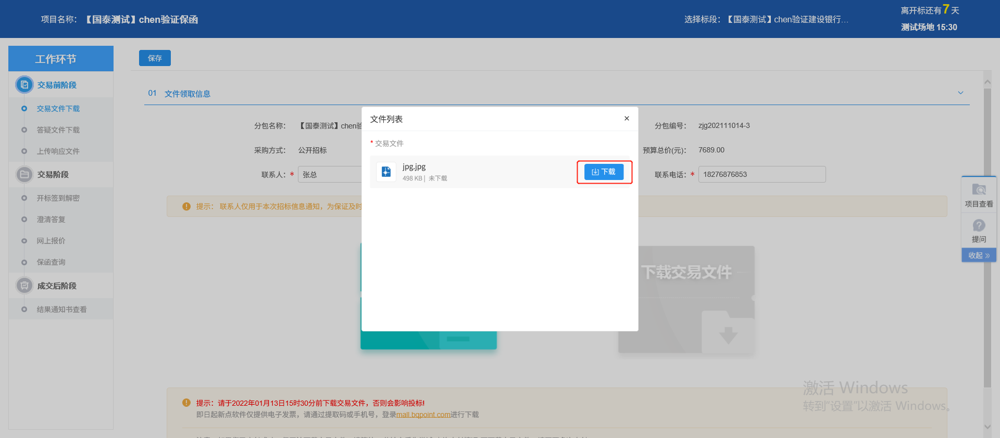 项目名称：【国泰测试】chen验证保函
选择标段：【国泰测试】chen验证建设银行...
离开标还有7天
测试场地 15:30
工作环节
交易前阶段
交易文件下载
答疑文件下载
上传响应文件
交易阶段
开标签到解密
澄清答复
网上报价
保函查询
成交后阶段
结果通知书查看
保存
01 文件领取信息
分包名称：【国泰测试】chen验
分包编号：zjg202111014-3
采购方式：公开招标
预算总价(元)：7689.00
联系人：* 张总
联系电话：* 18276876853
提示： 联系人仅用于本次招标信息通知，为保证及时
文件列表 ×
* 交易文件
jpg.jpg
498 KB | 未下载
下载
下载交易文件
项目查看
提问
收起 »
提示：请于2022年01月13日15时30分前下载交易文件，否则会影响投标!
即日起新点软件仅提供电子发票，请通过提取码或手机号，登录mall.bqpoint.com进行下载
激活 Windows
转到"设置"以激活 Windows。